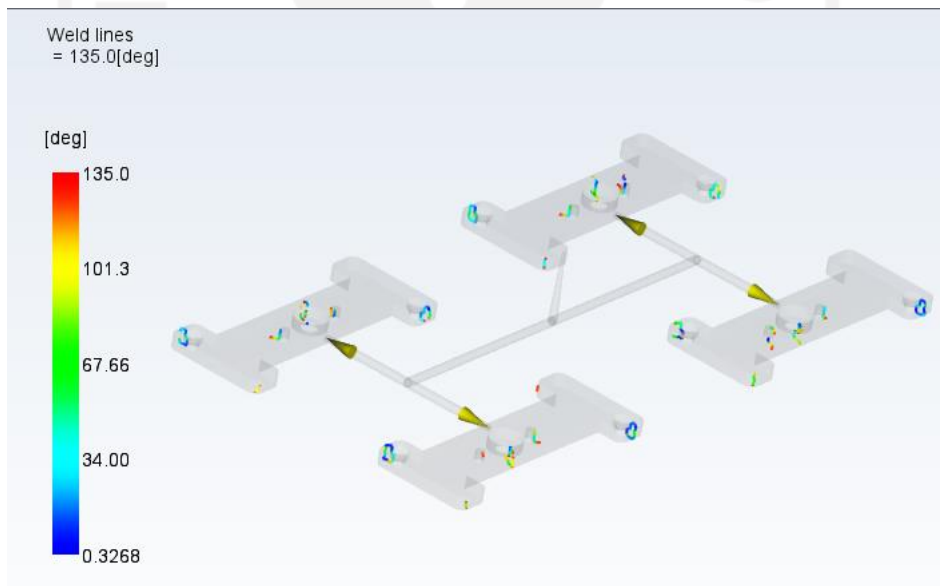 Weld lines
= 135.0[deg]
[deg]
135.0
101.3
67.66
34.00
0.3268